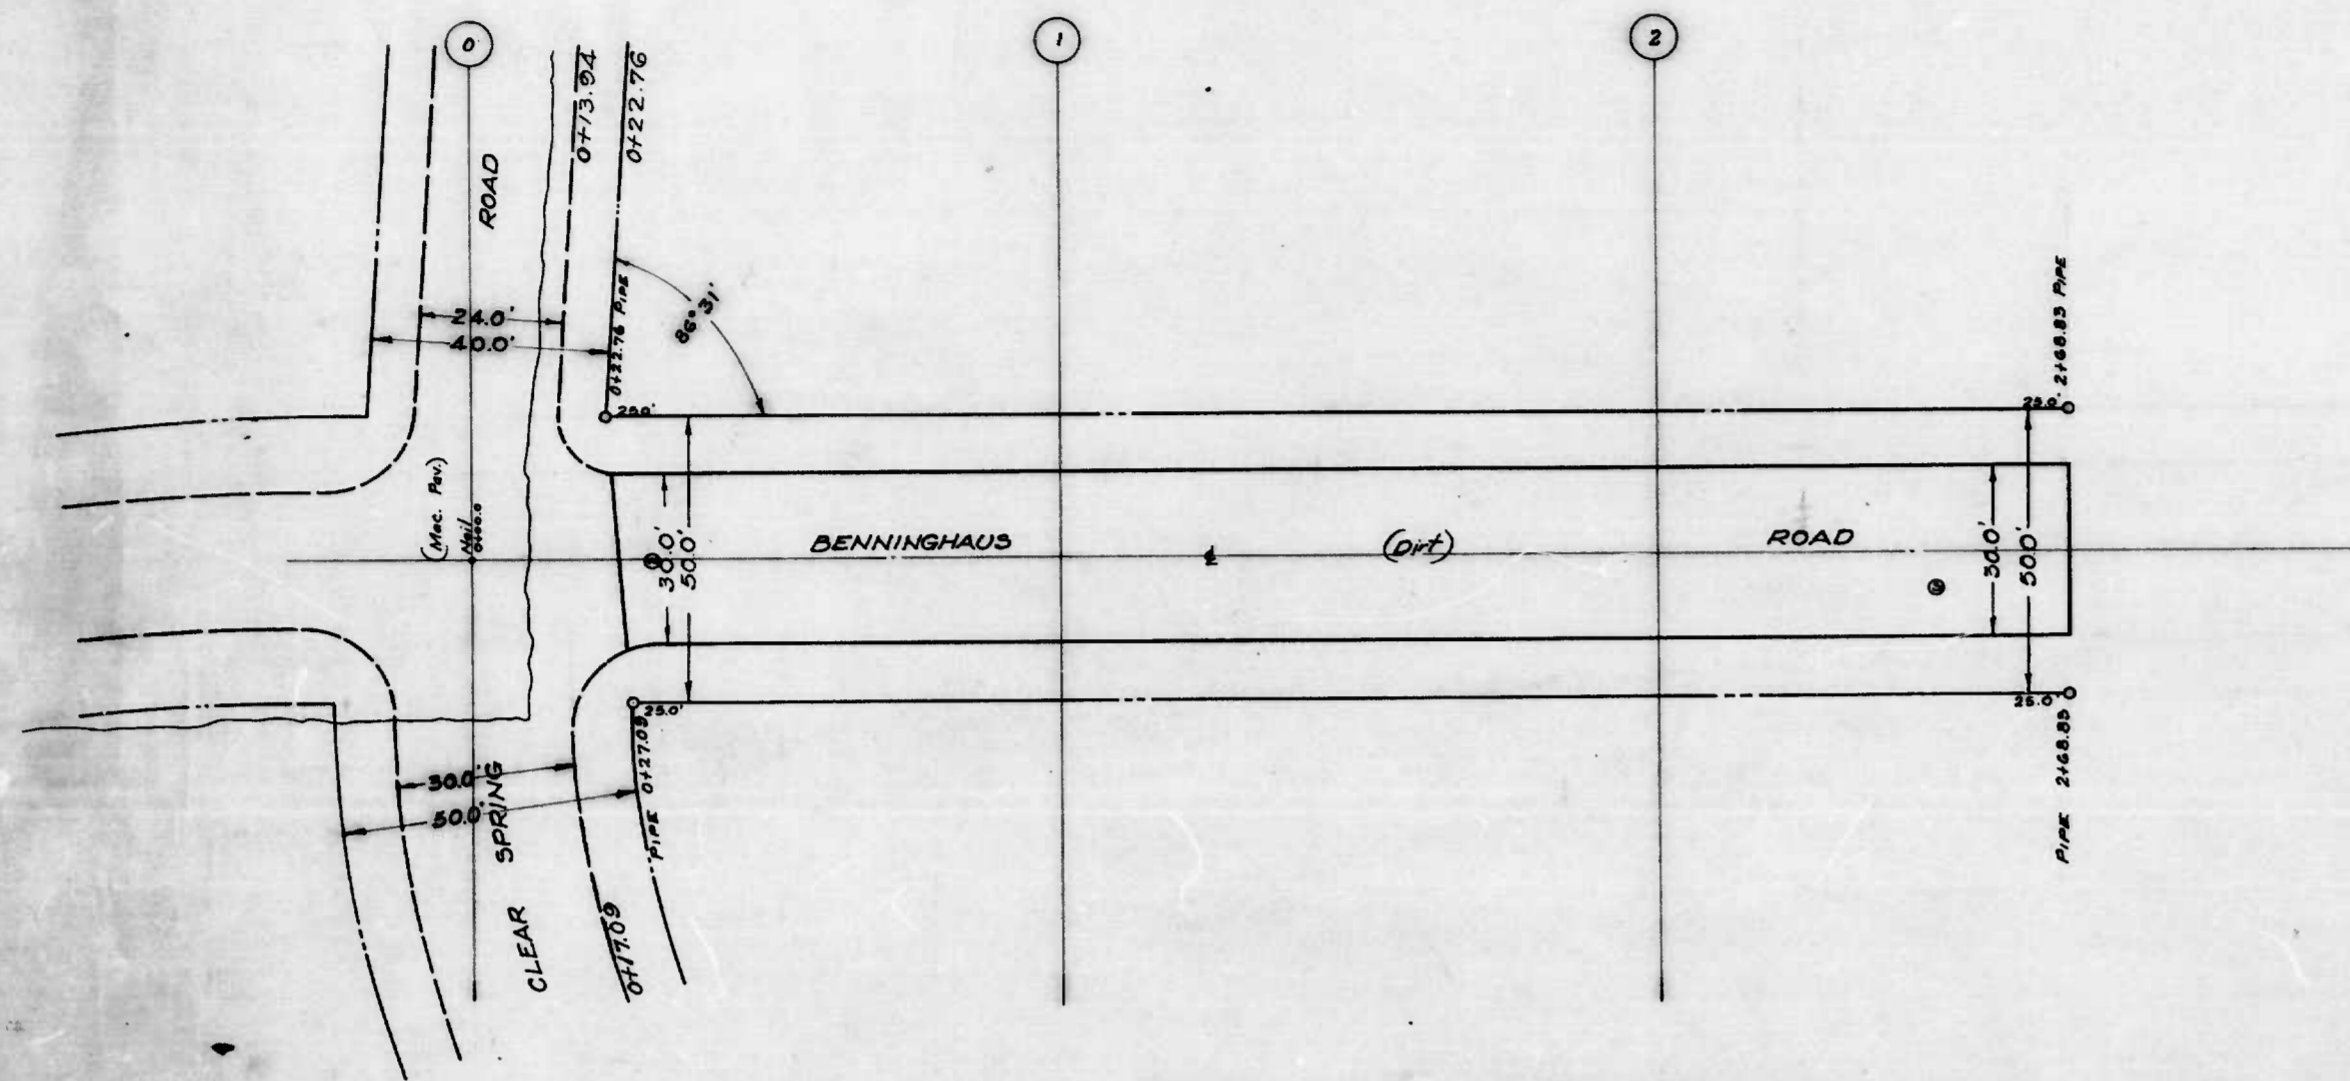 0
1
2
0+13.94
0+22.76
ROAD
24.0'
40.0'
0+22.76 PIPE
86°31'
25.0'
2+68.83 PIPE
25.0'
(Mac. Pav.)
Nail
0+00.0
30.0'
50.0'
BENNINGHAUS
(Dirt)
ROAD
30.0'
50.0'
25.0'
PIPE 0+27.09
25.0'
PIPE 2+68.83
30.0'
50.0'
CLEAR SPRING
0+17.09